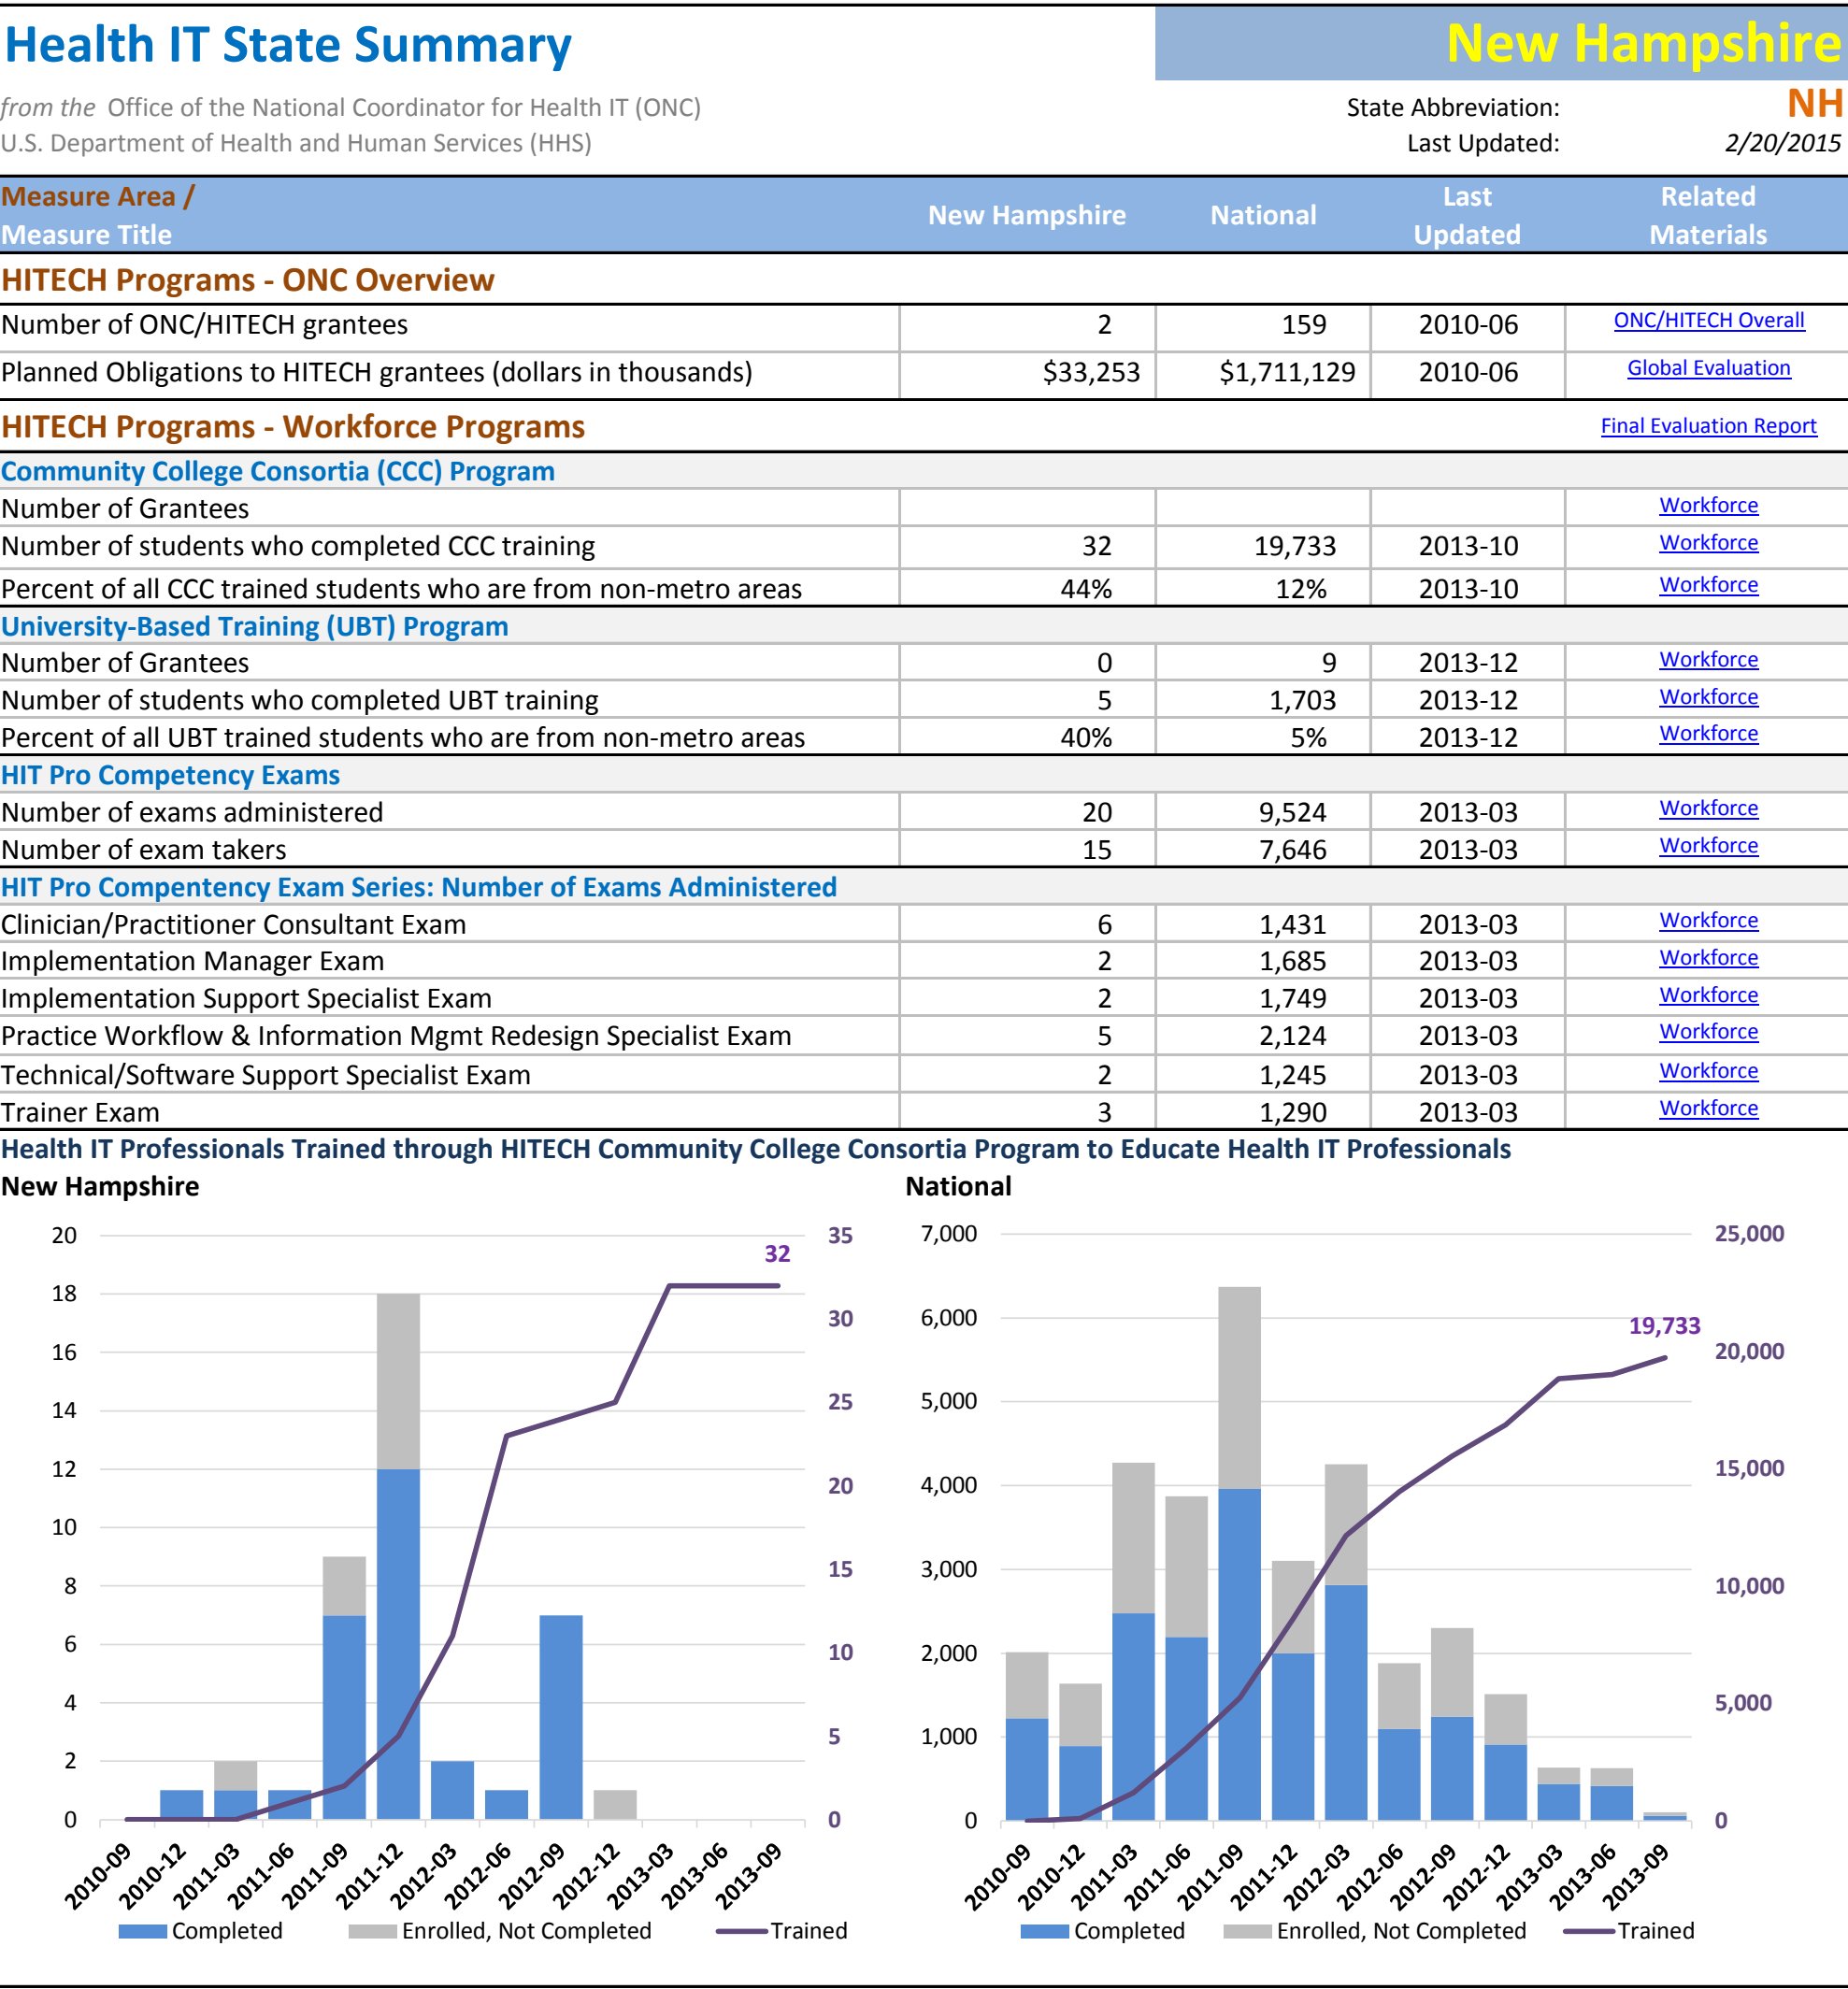 Health IT State Summary New Hampshire
from the Office of the National Coordinator for Health IT (ONC) State Abbreviation: NH
U.S. Department of Health and Human Services (HHS) Last Updated: 2/20/2015
Measure Area / Last Related
New Hampshire National
Measure Title Updated Materials
HITECH Programs - ONC Overview
Number of ONC/HITECH grantees 2 159 2010-06 ONC/HITECH Overall
Planned Obligations to HITECH grantees (dollars in thousands) $33,253 $1,711,129 2010-06 Global Evaluation
HITECH Programs - Workforce Programs Final Evaluation Report
Community College Consortia (CCC) Program
Number of Grantees Workforce
Number of students who completed CCC training 32 19,733 2013-10 Workforce
Percent of all CCC trained students who are from non-metro areas 44% 12% 2013-10 Workforce
University-Based Training (UBT) Program
Number of Grantees 0 9 2013-12 Workforce
Number of students who completed UBT training 5 1,703 2013-12 Workforce
Percent of all UBT trained students who are from non-metro areas 40% 5% 2013-12 Workforce
HIT Pro Competency Exams
Number of exams administered 20 9,524 2013-03 Workforce
Number of exam takers 15 7,646 2013-03 Workforce
HIT Pro Compentency Exam Series: Number of Exams Administered
Clinician/Practitioner Consultant Exam 6 1,431 2013-03 Workforce
Implementation Manager Exam 2 1,685 2013-03 Workforce
Implementation Support Specialist Exam 2 1,749 2013-03 Workforce
Practice Workflow & Information Mgmt Redesign Specialist Exam 5 2,124 2013-03 Workforce
Technical/Software Support Specialist Exam 2 1,245 2013-03 Workforce
Trainer Exam 3 1,290 2013-03 Workforce
Health IT Professionals Trained through HITECH Community College Consortia Program to Educate Health IT Professionals
New Hampshire
20
18
16
14
12
10
8
6
4
2
0
32
35
30
25
20
15
10
5
0
2010-09
2010-12
2011-03
2011-06
2011-09
2011-12
2012-03
2012-06
2012-09
2012-12
2013-03
2013-06
2013-09
Completed Enrolled, Not Completed Trained
National
7,000
6,000
5,000
4,000
3,000
2,000
1,000
0
19,733
25,000
20,000
15,000
10,000
5,000
0
2010-09
2010-12
2011-03
2011-06
2011-09
2011-12
2012-03
2012-06
2012-09
2012-12
2013-03
2013-06
2013-09
Completed Enrolled, Not Completed Trained